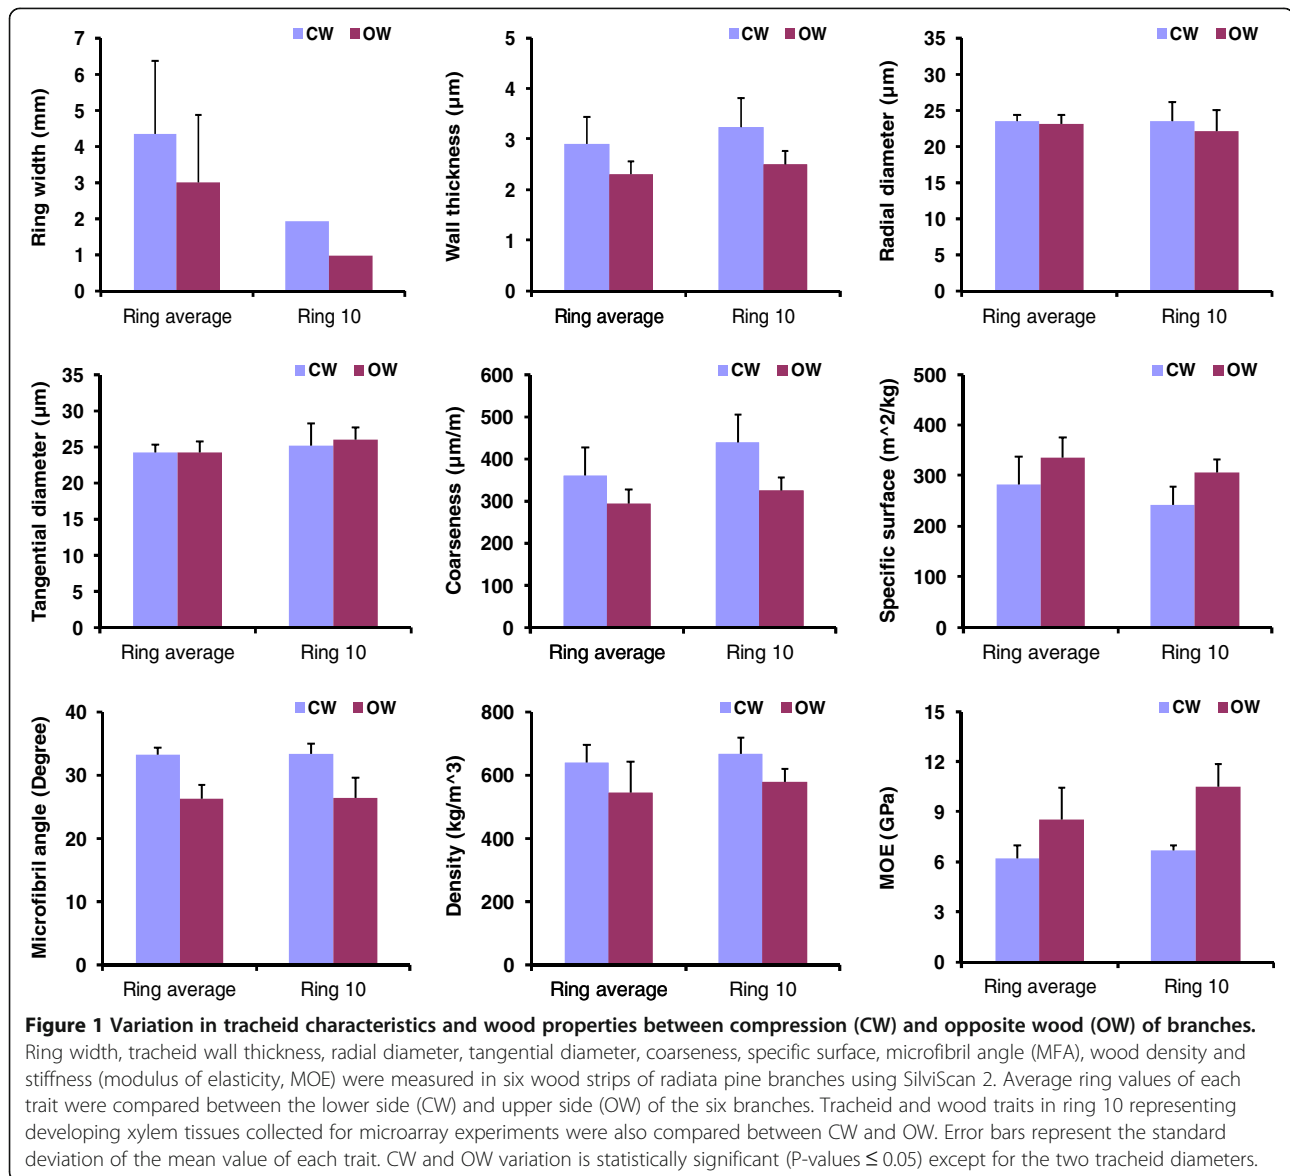 7
6
5
4
3
2
1
0
Ring width (mm)
CW OW
Ring average Ring 10
5
4
3
2
1
0
Wall thickness (µm)
CW OW
Ring average Ring 10
35
30
25
20
15
10
5
0
Radial diameter (µm)
CW OW
Ring average Ring 10
35
30
25
20
15
10
5
0
Tangential diameter (µm)
CW OW
Ring average Ring 10
600
500
400
300
200
100
0
Coarseness (µm/m)
CW OW
Ring average Ring 10
500
400
300
200
100
0
Specific surface (m^2/kg)
CW OW
Ring average Ring 10
40
30
20
10
0
Microfibril angle (Degree)
CW OW
Ring average Ring 10
800
600
400
200
0
Density (kg/m^3)
CW OW
Ring average Ring 10
15
12
9
6
3
0
MOE (GPa)
CW OW
Ring average Ring 10
Figure 1 Variation in tracheid characteristics and wood properties between compression (CW) and opposite wood (OW) of branches.
Ring width, tracheid wall thickness, radial diameter, tangential diameter, coarseness, specific surface, microfibril angle (MFA), wood density and
stiffness (modulus of elasticity, MOE) were measured in six wood strips of radiata pine branches using SilviScan 2. Average ring values of each
trait were compared between the lower side (CW) and upper side (OW) of the six branches. Tracheid and wood traits in ring 10 representing
developing xylem tissues collected for microarray experiments were also compared between CW and OW. Error bars represent the standard
deviation of the mean value of each trait. CW and OW variation is statistically significant (P-values ≤ 0.05) except for the two tracheid diameters.